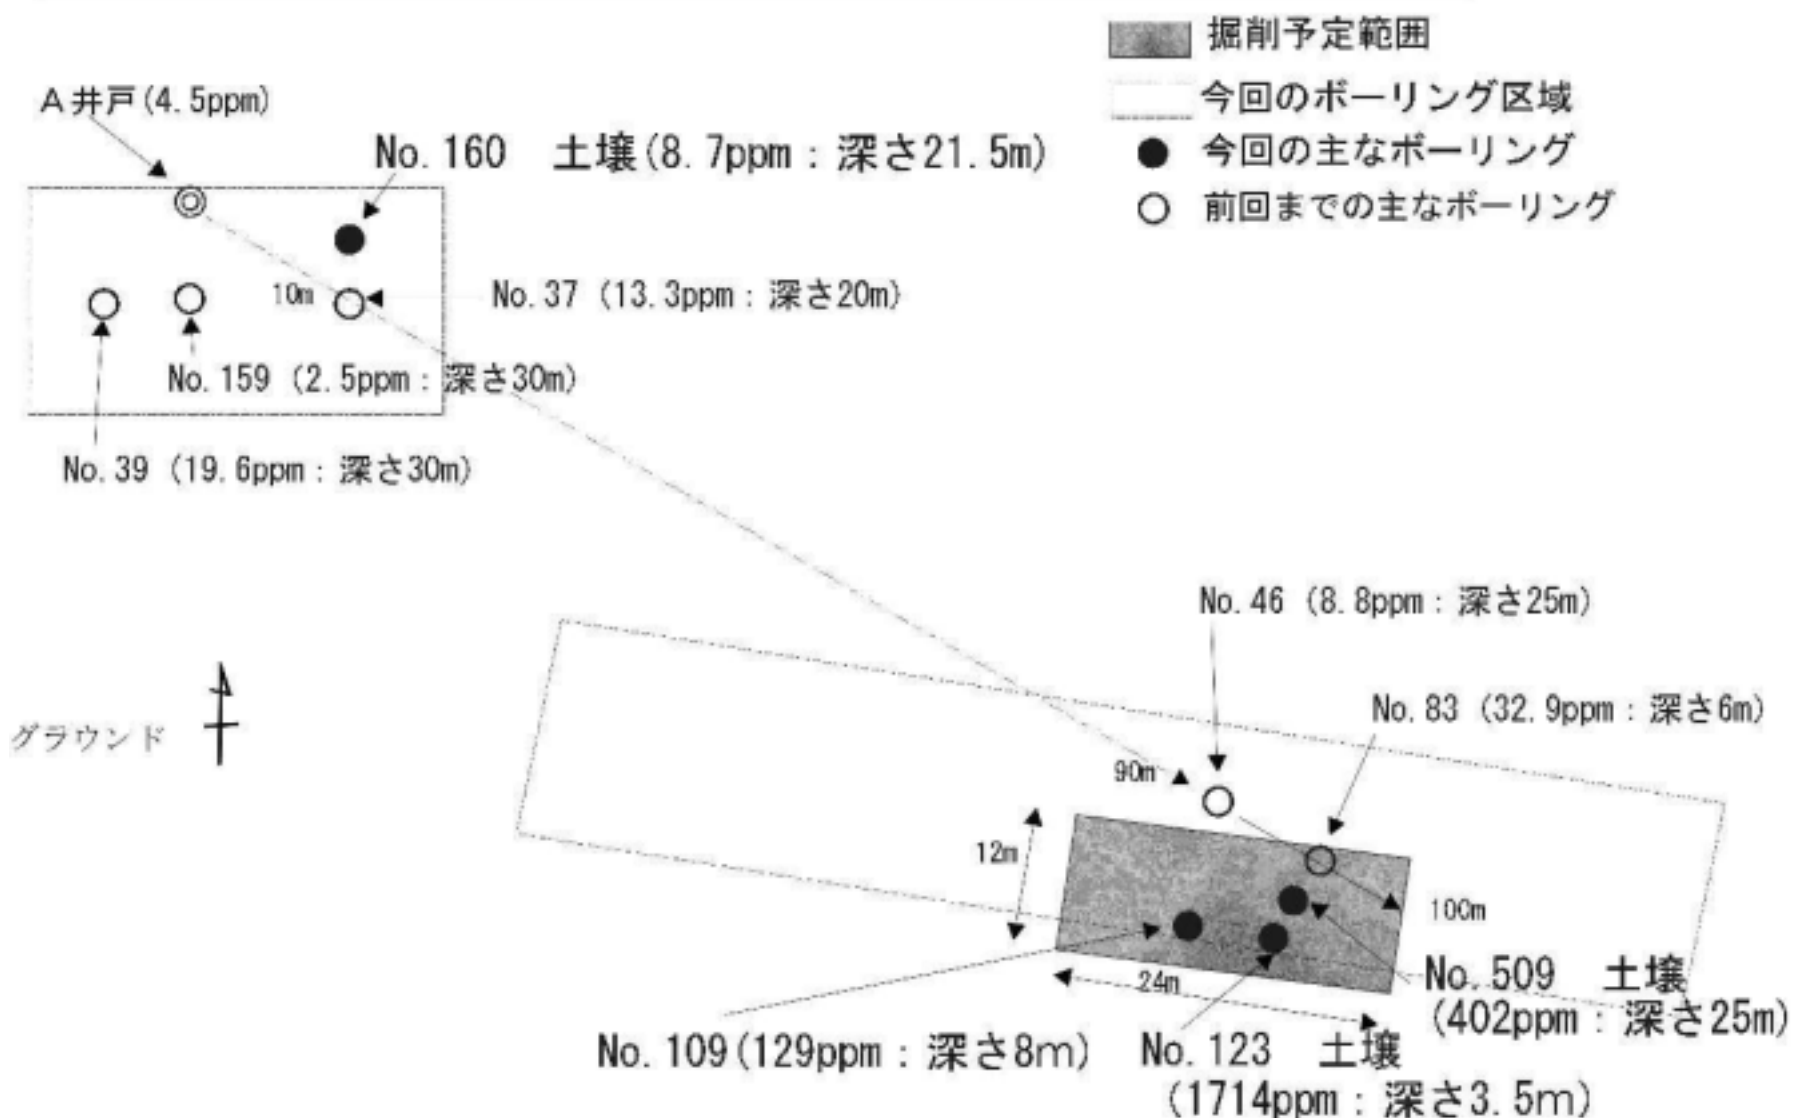 掘削予定範囲
今回のボーリング区域
今回の主なボーリング
前回までの主なボーリング
A井戸(4.5ppm)
No.160 土壌(8.7ppm:深さ21.5m)
10m
No.37 (13.3ppm:深さ20m)
No.159 (2.5ppm:深さ30m)
No.39 (19.6ppm:深さ30m)
No.46 (8.8ppm:深さ25m)
グラウンド
No.83 (32.9ppm:深さ6m)
90m
12m
100m
24m
No.509 土壌
(402ppm:深さ25m)
No.109(129ppm:深さ8m)
No.123 土壌
(1714ppm:深さ3.5m)